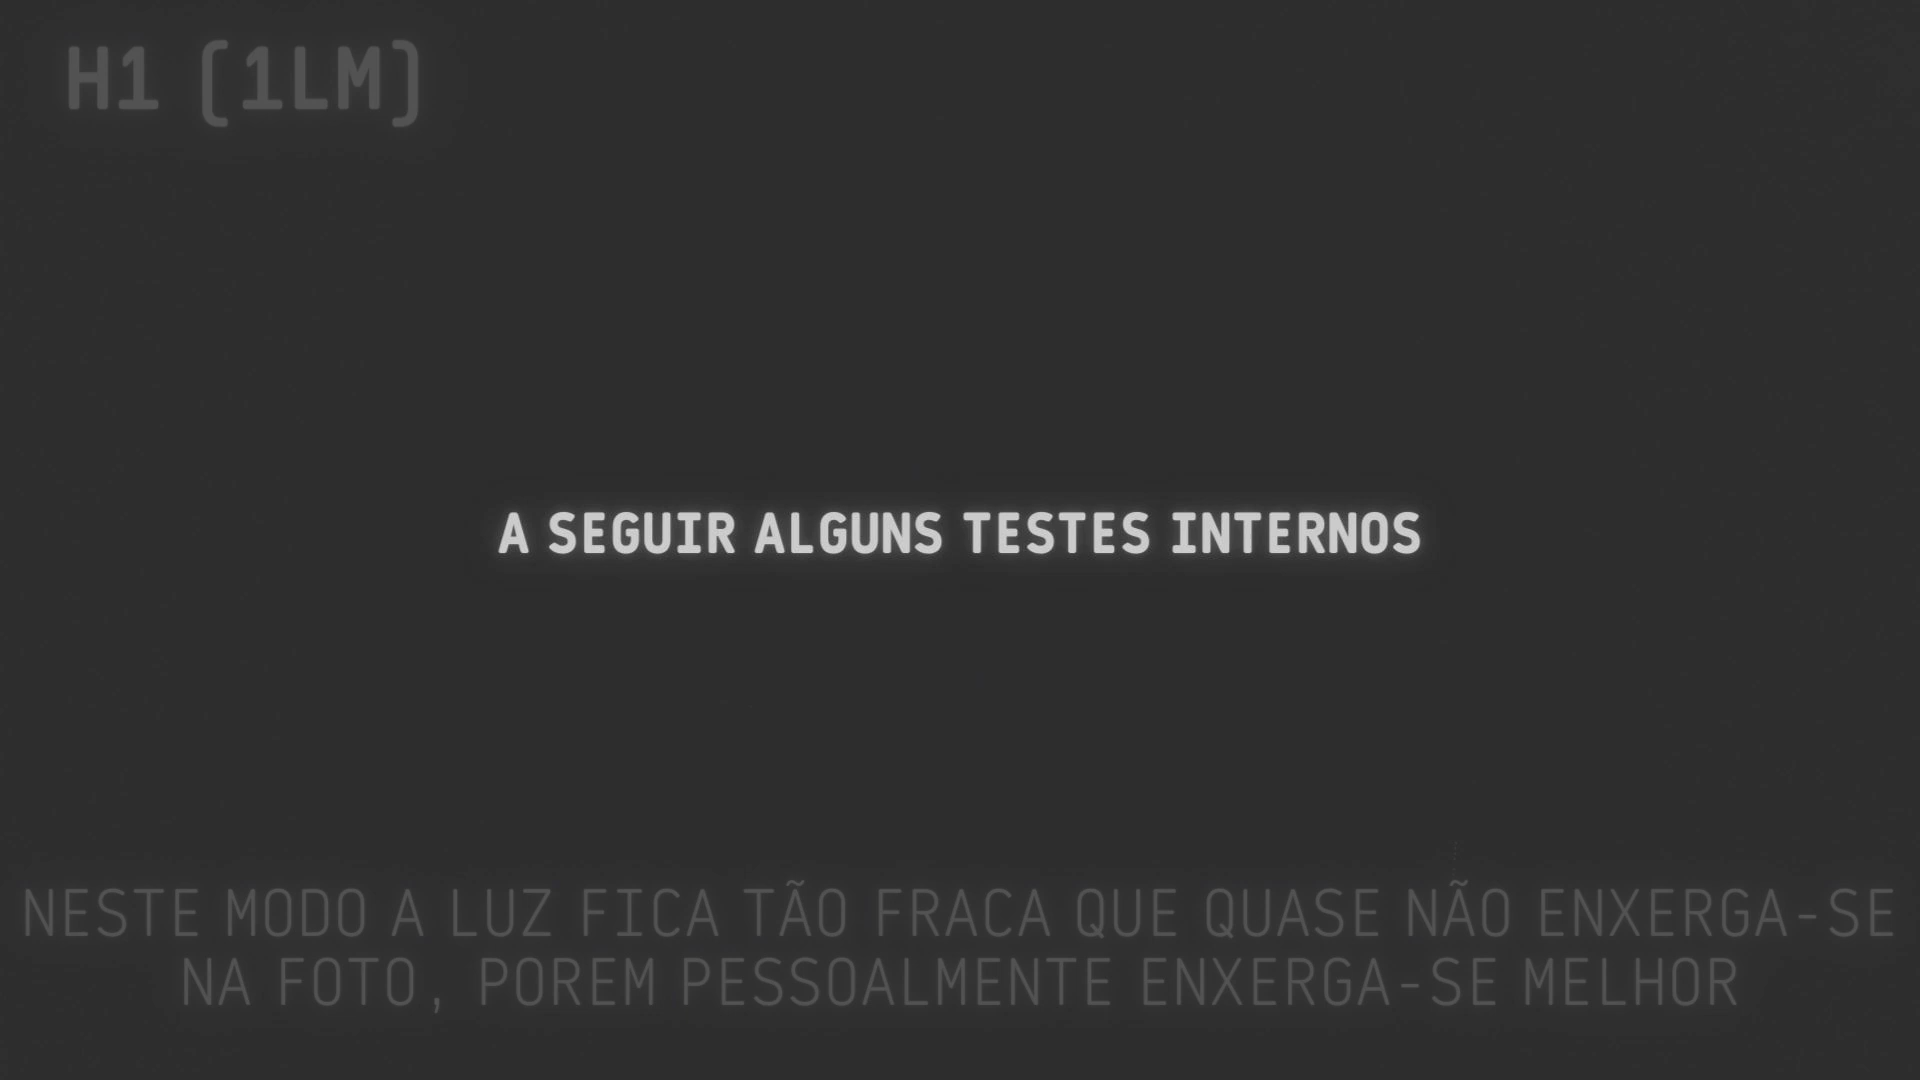 H1 (1LM)
A SEGUIR ALGUNS TESTES INTERNOS
NESTE MODO A LUZ FICA TÃO FRACA QUE QUASE NÃO ENXERGA-SE
NA FOTO, POREM PESSOALMENTE ENXERGA-SE MELHOR